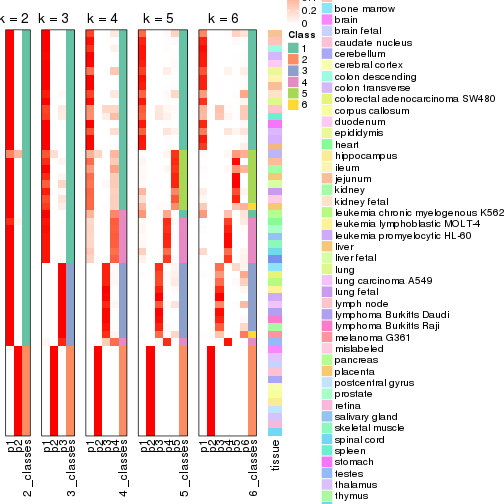 k = 2
k = 3
k = 4
k = 5
k = 6
p1
p2
2_classes
p1
p2
p3
3_classes
p1
p2
p3
p4
4_classes
p1
p2
p3
p4
p5
5_classes
p1
p2
p3
p4
p5
p6
6_classes
tissue
0.2
0
Class
1
2
3
4
5
6
bone marrow
brain
brain fetal
caudate nucleus
cerebellum
cerebral cortex
colon descending
colon transverse
colorectal adenocarcinoma SW480
corpus callosum
duodenum
epididymis
heart
hippocampus
ileum
jejunum
kidney
kidney fetal
leukemia chronic myelogenous K562
leukemia lymphoblastic MOLT-4
leukemia promyelocytic HL-60
liver
liver fetal
lung
lung carcinoma A549
lung fetal
lymph node
lymphoma Burkitts Daudi
lymphoma Burkitts Raji
melanoma G361
mislabeled
pancreas
placenta
postcentral gyrus
prostate
retina
salivary gland
skeletal muscle
spinal cord
spleen
stomach
testes
thalamus
thymus